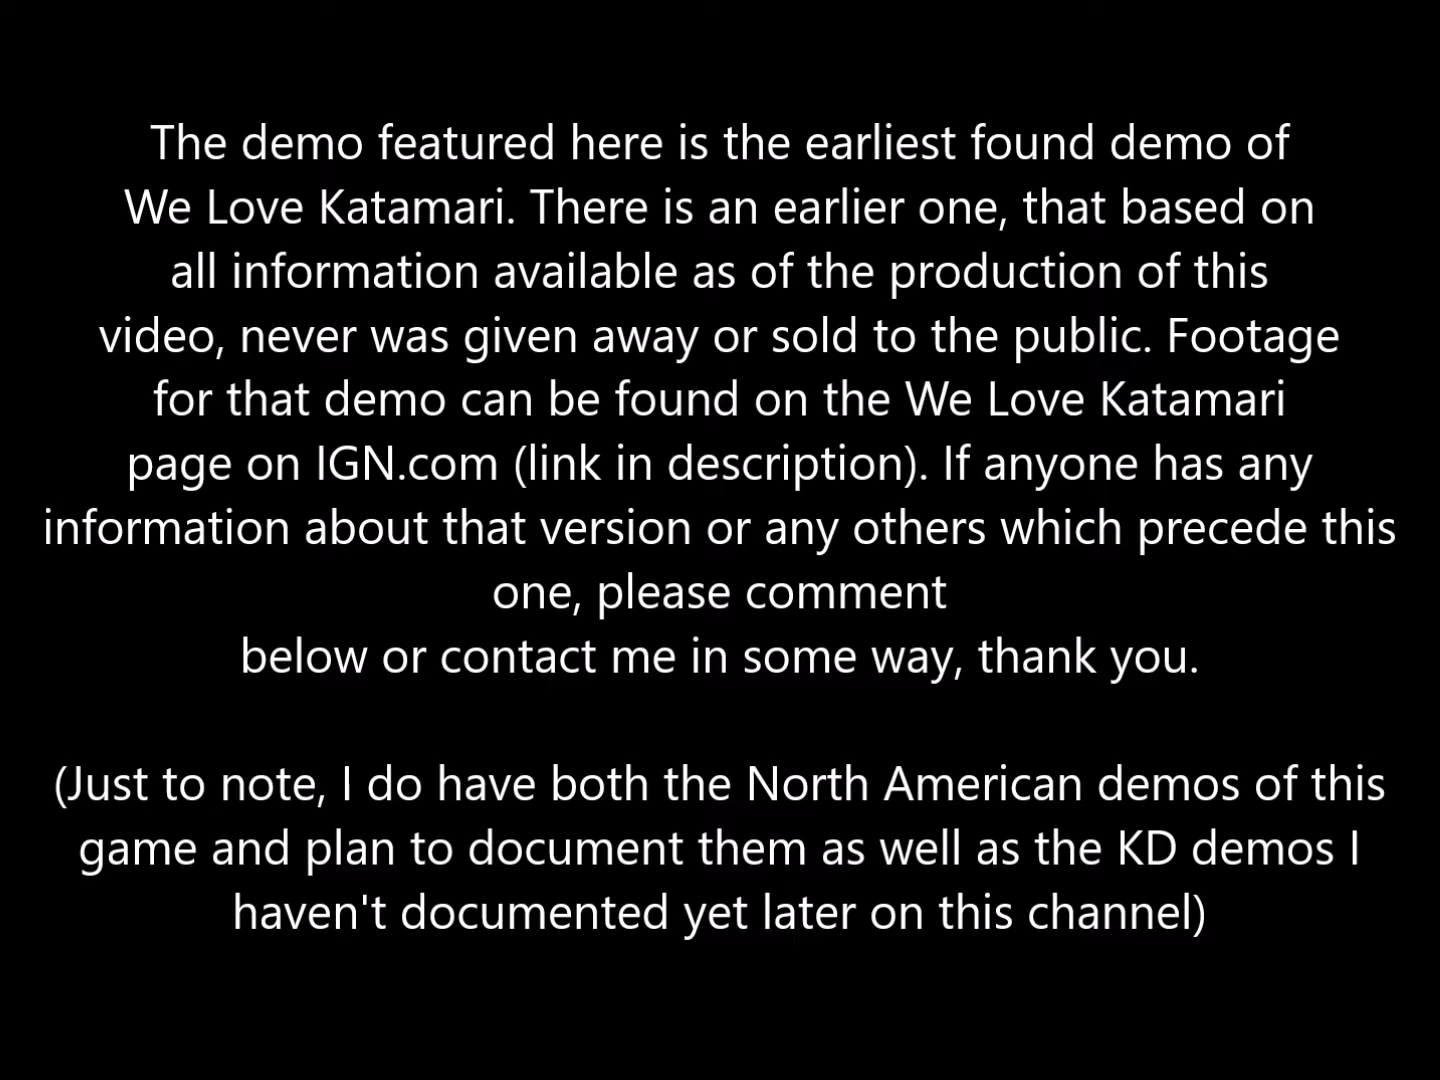 The demo featured here is the earliest found demo of
We Love Katamari. There is an earlier one, that based on
all information available as of the production of this
video, never was given away or sold to the public. Footage
for that demo can be found on the We Love Katamari
page on IGN.com (link in description). If anyone has any
information about that version or any others which precede this
one, please comment
below or contact me in some way, thank you.
(Just to note, I do have both the North American demos of this
game and plan to document them as well as the KD demos I
haven't documented yet later on this channel)